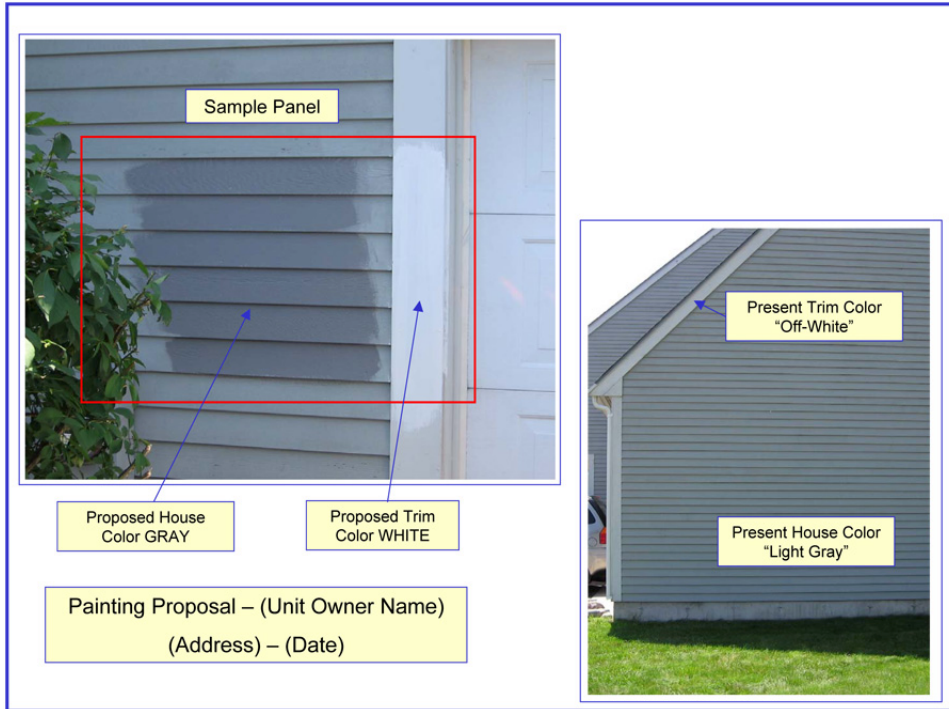 Sample Panel
Proposed House
Color GRAY
Proposed Trim
Color WHITE
Painting Proposal – (Unit Owner Name)
(Address) – (Date)
Present Trim Color
“Off-White”
Present House Color
“Light Gray”